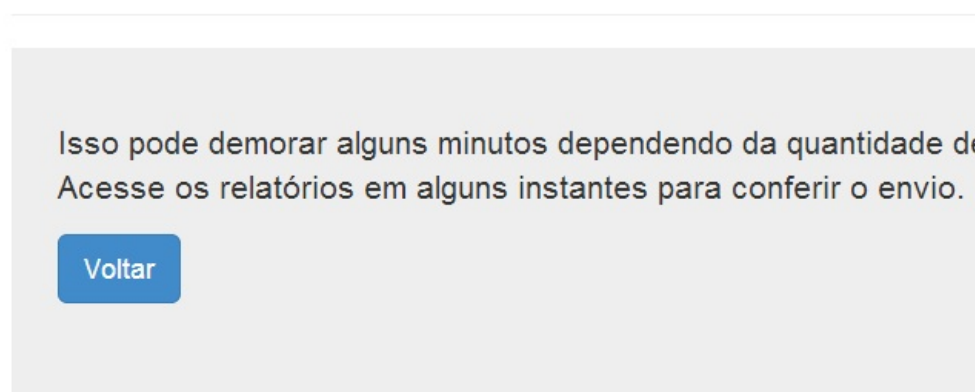 Isso pode demorar alguns minutos dependendo da quantidade de
Acesse os relatórios em alguns instantes para conferir o envio.
Voltar